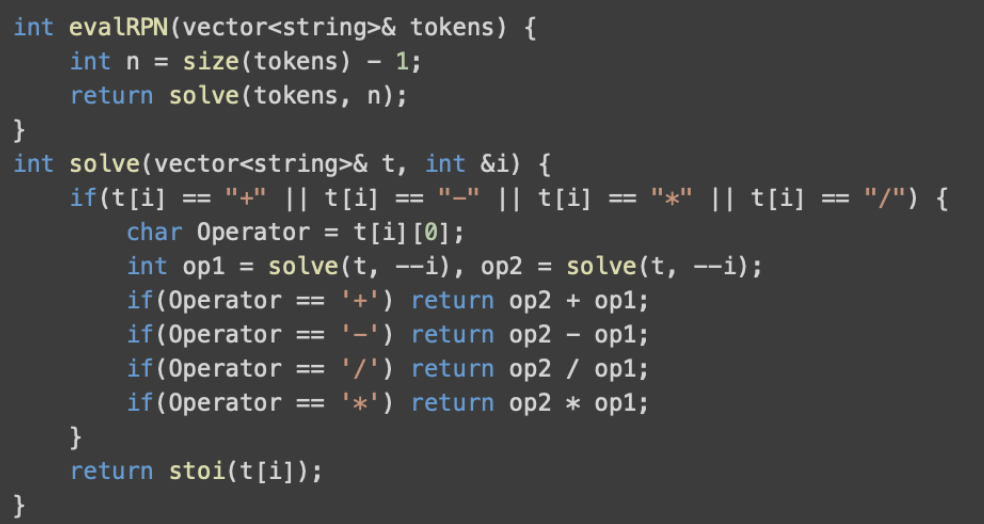 int evalRPN(vector<string>& tokens) {
    int n = size(tokens) - 1;
    return solve(tokens, n);
}
int solve(vector<string>& t, int &i) {
    if(t[i] == "+" || t[i] == "-" || t[i] == "*" || t[i] == "/") {
        char Operator = t[i][0];
        int op1 = solve(t, --i), op2 = solve(t, --i);
        if(Operator == '+') return op2 + op1;
        if(Operator == '-') return op2 - op1;
        if(Operator == '/') return op2 / op1;
        if(Operator == '*') return op2 * op1;
    }
    return stoi(t[i]);
}